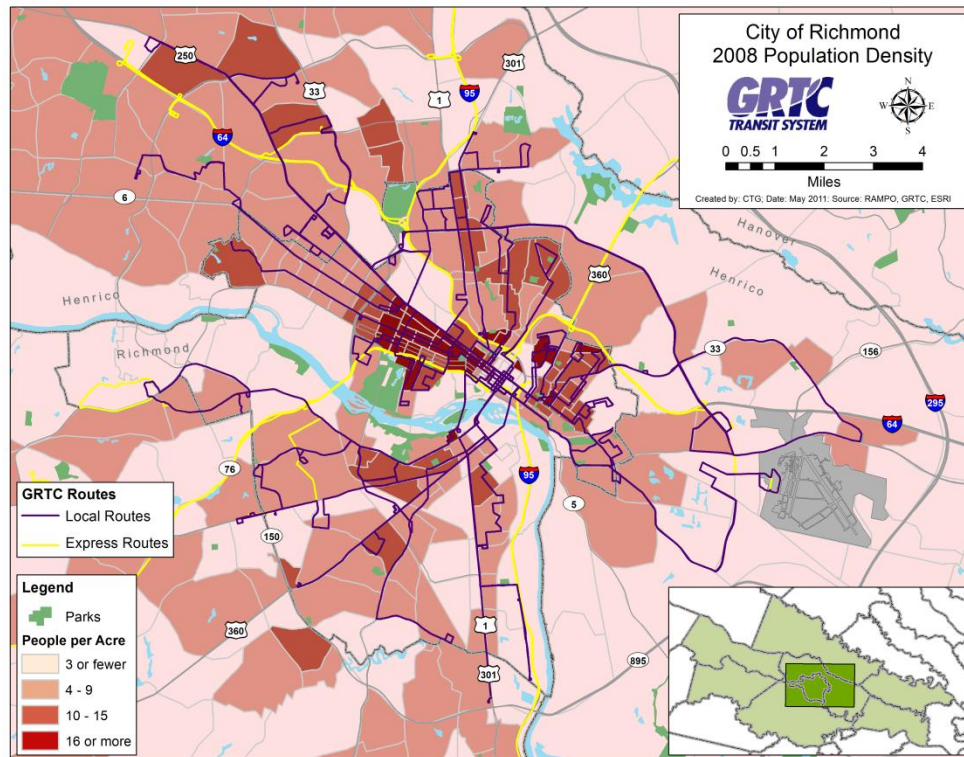 City of Richmond
2008 Population Density
GRTC
TRANSIT SYSTEM
N
W E
S
0 0.5 1 2 3 4
Miles
Created by: CTG; Date: May 2011: Source: RAMPO, GRTC, ESRI
250
33
301
1
95
64
6
360
Hanover
Henrico
Henrico
Richmond
33
156
295
64
76
95
5
150
360
1
301
895
GRTC Routes
Local Routes
Express Routes
Legend
Parks
People per Acre
3 or fewer
4 - 9
10 - 15
16 or more